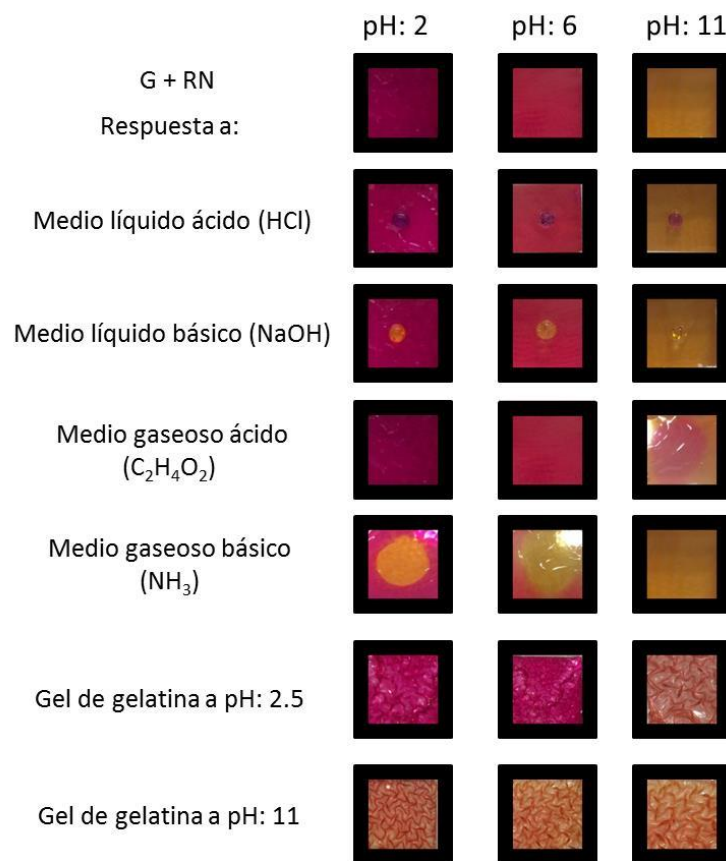 pH: 2 pH: 6 pH: 11
G + RN
Respuesta a:
Medio líquido ácido (HCl)
Medio líquido básico (NaOH)
Medio gaseoso ácido
(C₂H₄O₂)
Medio gaseoso básico
(NH₃)
Gel de gelatina a pH: 2.5
Gel de gelatina a pH: 11